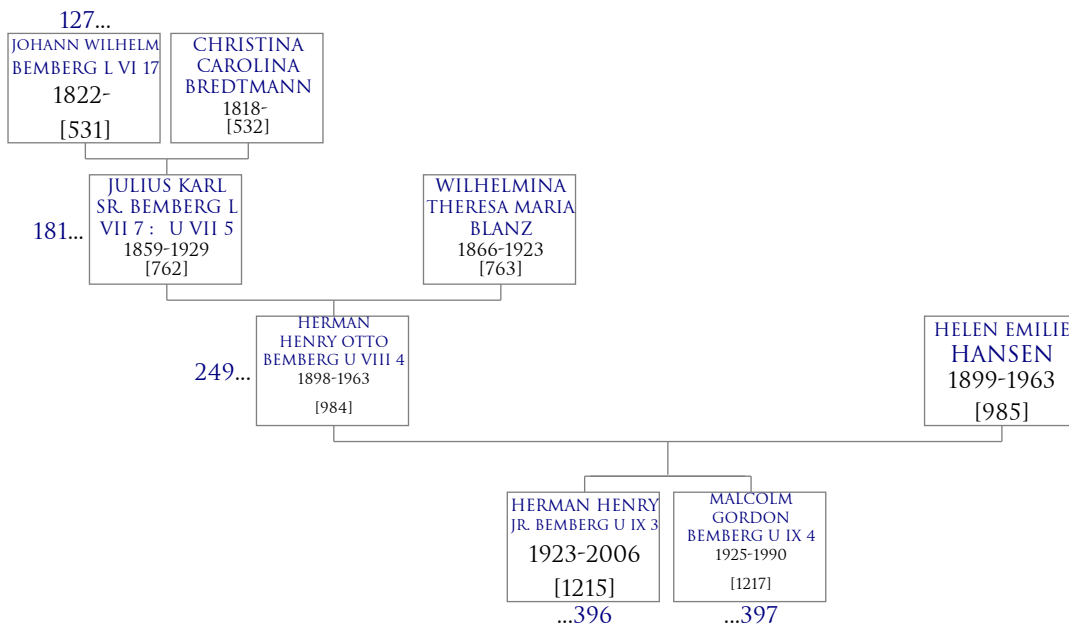 127...
JOHANN WILHELM
BEMBERG L VI 17
1822-
[531]
CHRISTINA
CAROLINA
BREDTMANN
1818-
[532]
181...
JULIUS KARL
SR. BEMBERG L
VII 7 : U VII 5
1859-1929
[762]
WILHELMINA
THERESA MARIA
BLANZ
1866-1923
[763]
249...
HERMAN
HENRY OTTO
BEMBERG U VIII 4
1898-1963
[984]
HELEN EMILIE
HANSEN
1899-1963
[985]
HERMAN HENRY
JR. BEMBERG U IX 3
1923-2006
[1215]
...396
MALCOLM
GORDON
BEMBERG U IX 4
1925-1990
[1217]
...397